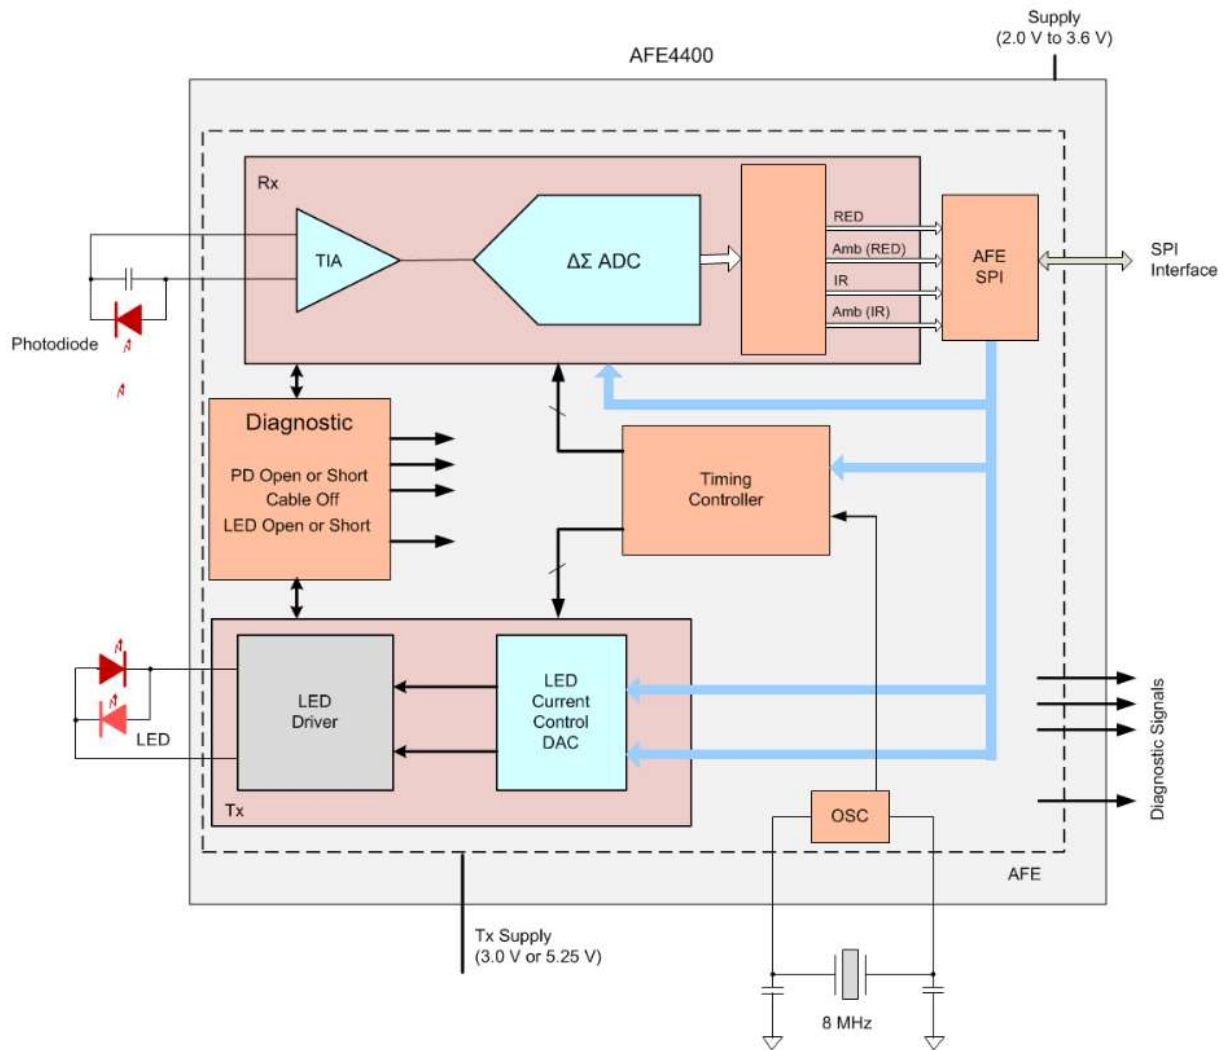 Supply
(2.0 V to 3.6 V)
AFE4400
Rx
TIA
ΔΣ ADC
RED
Amb (RED)
IR
Amb (IR)
AFE
SPI
SPI
Interface
Photodiode
Diagnostic
PD Open or Short
Cable Off
LED Open or Short
Timing
Controller
LED
Driver
LED
Current
Control
DAC
LED
Tx
OSC
Diagnostic Signals
AFE
Tx Supply
(3.0 V or 5.25 V)
8 MHz